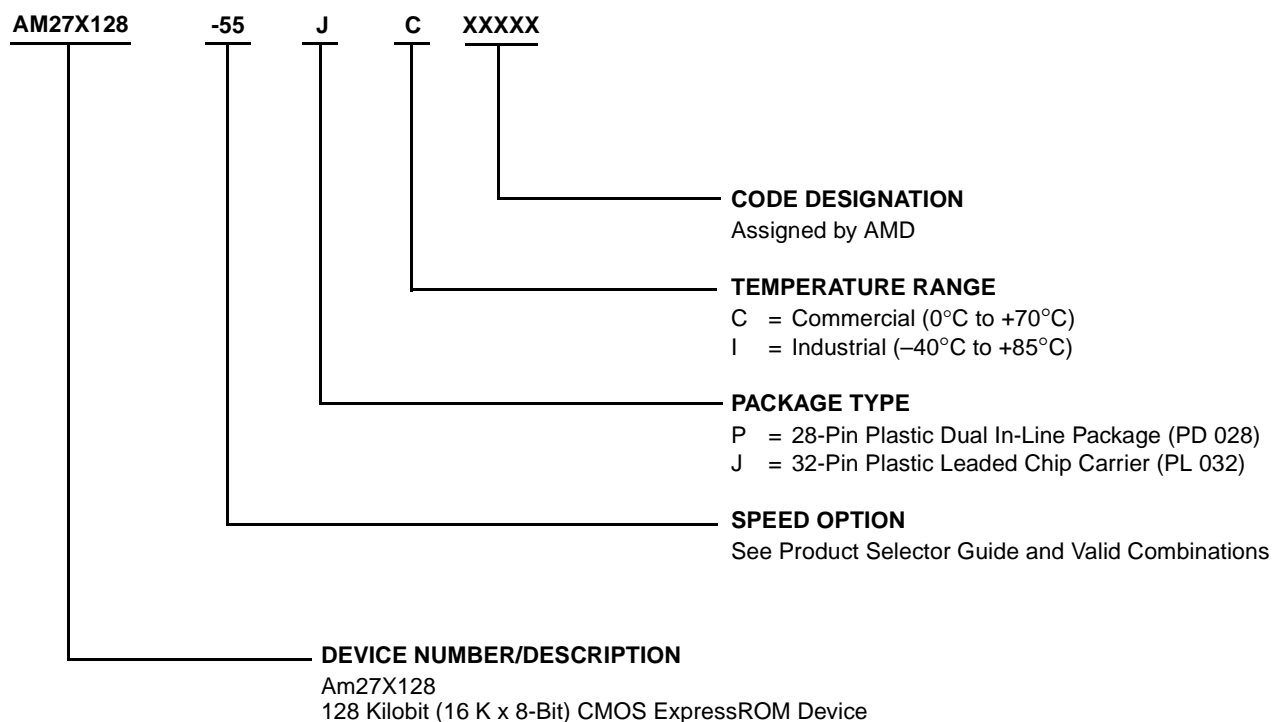 AM27X128 -55 J C XXXXX
CODE DESIGNATION
Assigned by AMD
TEMPERATURE RANGE
C = Commercial (0°C to +70°C)
I = Industrial (–40°C to +85°C)
PACKAGE TYPE
P = 28-Pin Plastic Dual In-Line Package (PD 028)
J = 32-Pin Plastic Leaded Chip Carrier (PL 032)
SPEED OPTION
See Product Selector Guide and Valid Combinations
DEVICE NUMBER/DESCRIPTION
Am27X128
128 Kilobit (16 K x 8-Bit) CMOS ExpressROM Device